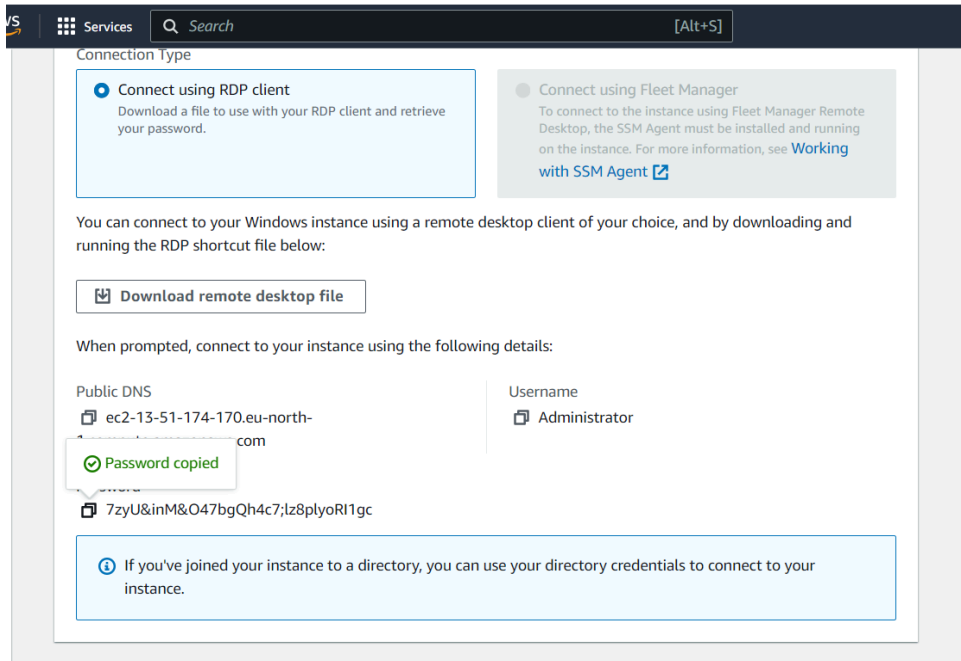 Services
Search
[Alt+S]
Connection Type
Connect using RDP client
Download a file to use with your RDP client and retrieve
your password.
Connect using Fleet Manager
To connect to the instance using Fleet Manager Remote
Desktop, the SSM Agent must be installed and running
on the instance. For more information, see Working
with SSM Agent
You can connect to your Windows instance using a remote desktop client of your choice, and by downloading and
running the RDP shortcut file below:
Download remote desktop file
When prompted, connect to your instance using the following details:
Public DNS
ec2-13-51-174-170.eu-north-
com
Username
Administrator
Password copied
7zyU&inM&O47bgQh4c7;lz8plyoRI1gc
If you've joined your instance to a directory, you can use your directory credentials to connect to your
instance.